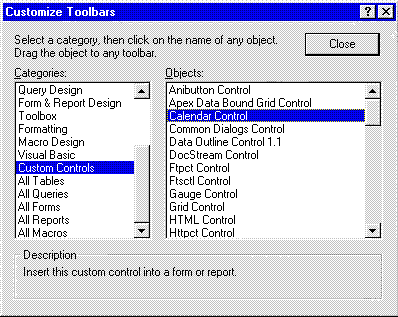 Customize Toolbars
Select a category, then click on the name of any object.
Drag the object to any toolbar.
Close
Categories:
Query Design
Form & Report Design
Toolbox
Formatting
Macro Design
Visual Basic
Custom Controls
All Tables
All Queries
All Forms
All Reports
All Macros
Objects:
Anibutton Control
Apex Data Bound Grid Control
Calendar Control
Common Dialogs Control
Data Outline Control 1.1
DocStream Control
Ftpct Control
Ftsctl Control
Gauge Control
Grid Control
HTML Control
Httpct Control
Description
Insert this custom control into a form or report.